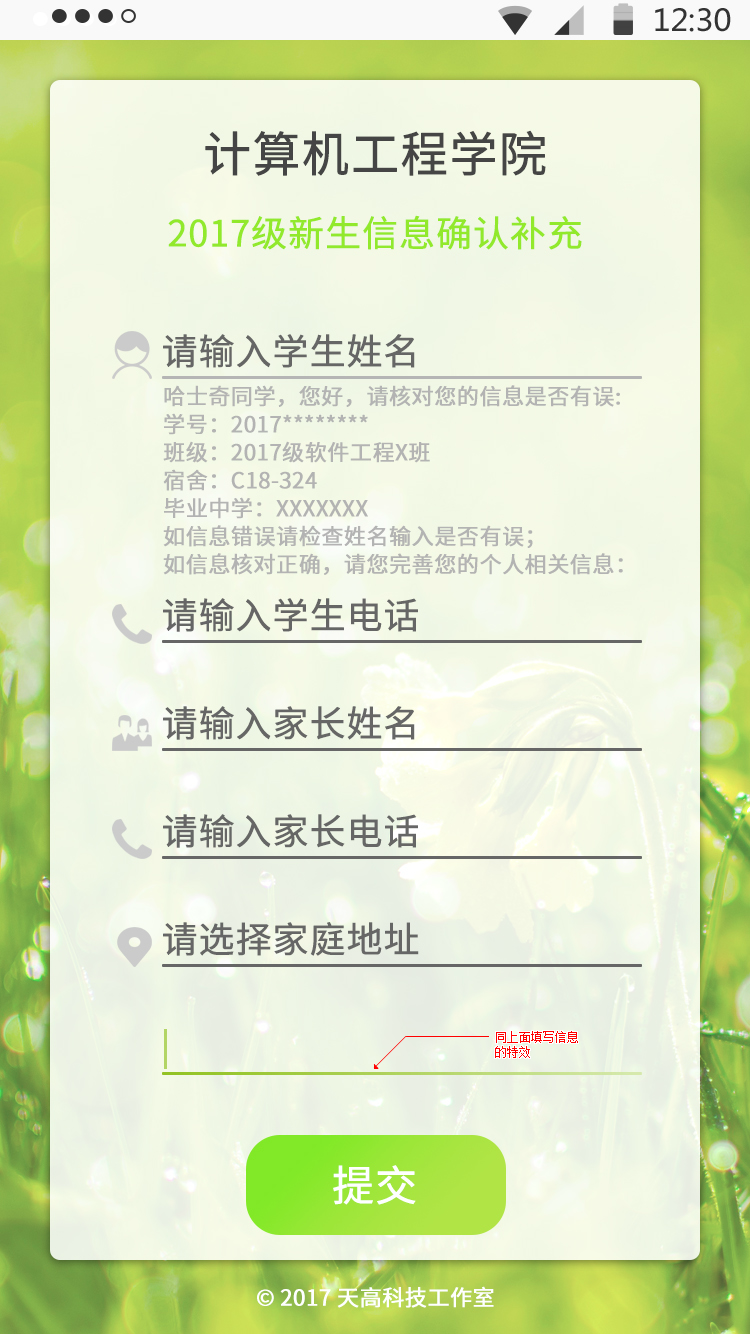 12:30
计算机工程学院
2017级新生信息确认补充
请输入学生姓名
哈士奇同学，您好，请核对您的信息是否有误:
学号：2017********
班级：2017级软件工程X班
宿舍：C18-324
毕业中学：XXXXXXX
如信息错误请检查姓名输入是否有误；
如信息核对正确，请您完善您的个人相关信息：
请输入学生电话
请输入家长姓名
请输入家长电话
请选择家庭地址
同上面填写信息
的特效
提交
© 2017 天高科技工作室